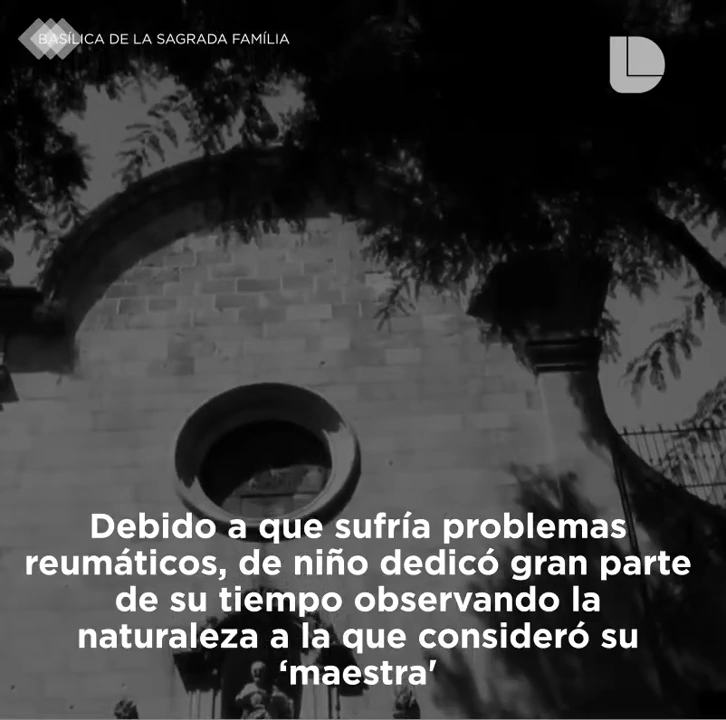 BASÍLICA DE LA SAGRADA FAMÍLIA
Debido a que sufría problemas
reumáticos, de niño dedicó gran parte
de su tiempo observando la
naturaleza a la que consideró su
‘maestra'